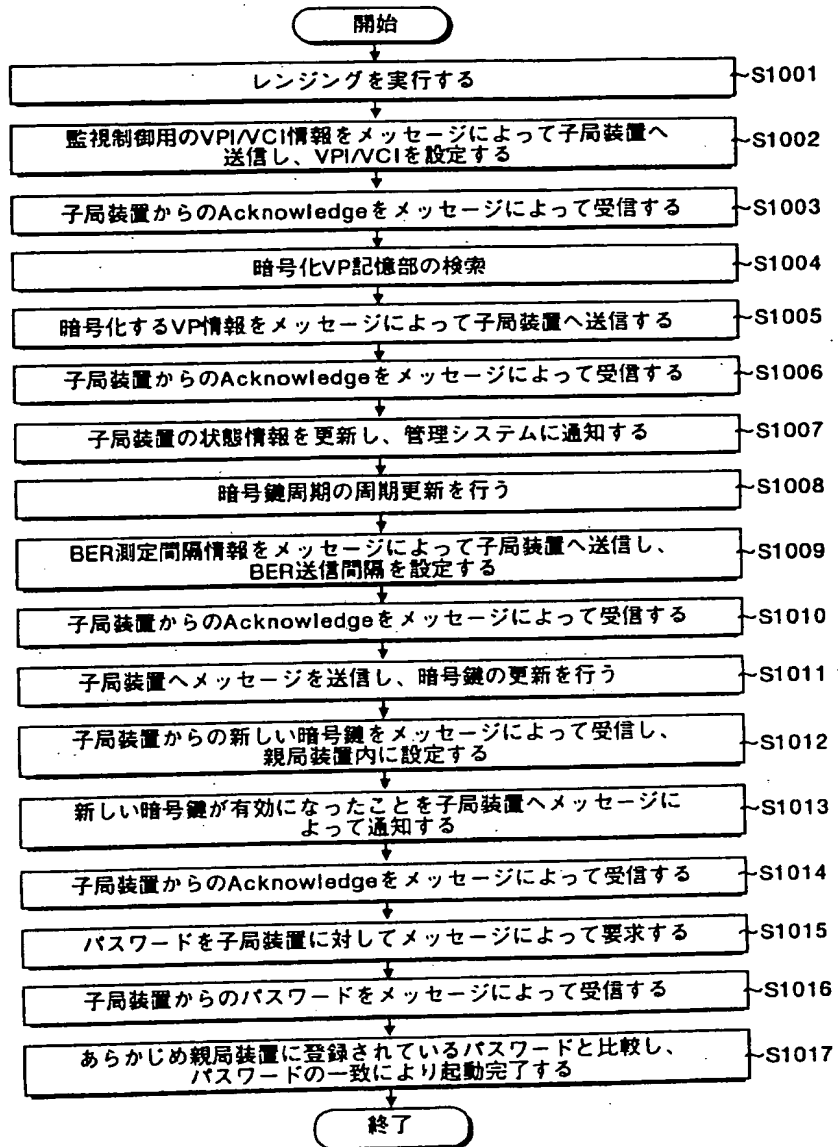 開始
レンジングを実行する
~S1001
監視制御用のVPI/VCI情報をメッセージによって子局装置へ
送信し、VPI/VCIを設定する
~S1002
子局装置からのAcknowledgeをメッセージによって受信する
~S1003
暗号化VP記憶部の検索
~S1004
暗号化するVP情報をメッセージによって子局装置へ送信する
~S1005
子局装置からのAcknowledgeをメッセージによって受信する
~S1006
子局装置の状態情報を更新し、管理システムに通知する
~S1007
暗号鍵周期の周期更新を行う
~S1008
BER測定間隔情報をメッセージによって子局装置へ送信し、
BER送信間隔を設定する
~S1009
子局装置からのAcknowledgeをメッセージによって受信する
~S1010
子局装置へメッセージを送信し、暗号鍵の更新を行う
~S1011
子局装置からの新しい暗号鍵をメッセージによって受信し、
親局装置内に設定する
~S1012
新しい暗号鍵が有効になったことを子局装置へメッセージに
よって通知する
~S1013
子局装置からのAcknowledgeをメッセージによって受信する
~S1014
パスワードを子局装置に対してメッセージによって要求する
~S1015
子局装置からのパスワードをメッセージによって受信する
~S1016
あらかじめ親局装置に登録されているパスワードと比較し、
パスワードの一致により起動完了する
~S1017
終了